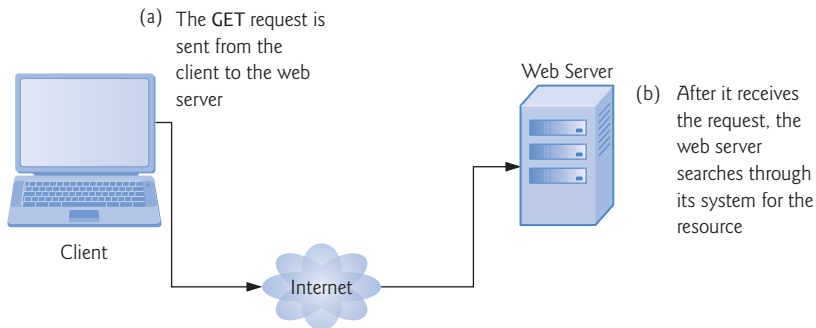 (a) The GET request is
sent from the
client to the web
server
Web Server
(b) After it receives
the request, the
web server
searches through
its system for the
resource
Client
Internet